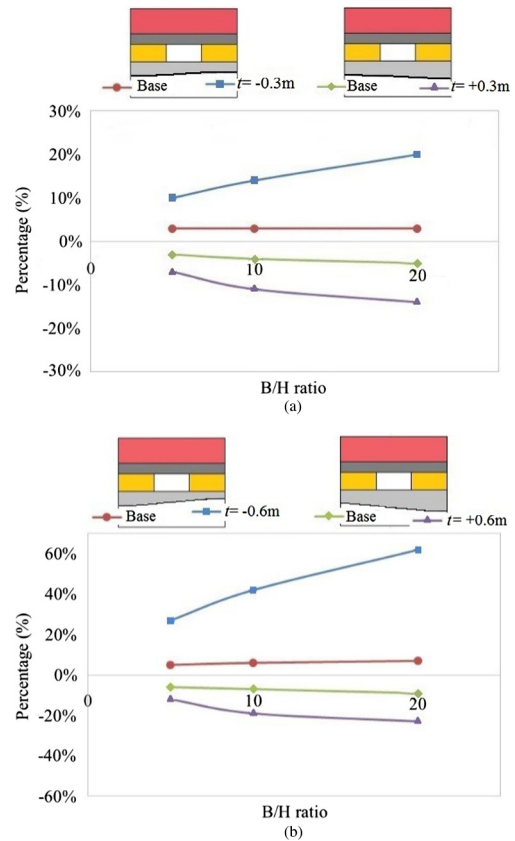 Base t= -0.3m Base t= +0.3m
30%
20%
10%
0%
-10%
-20%
-30%
0 10 20
Percentage (%)
B/H ratio
(a)
Base t= -0.6m Base t= +0.6m
60%
40%
20%
0%
-20%
-40%
-60%
0 10 20
Percentage (%)
B/H ratio
(b)